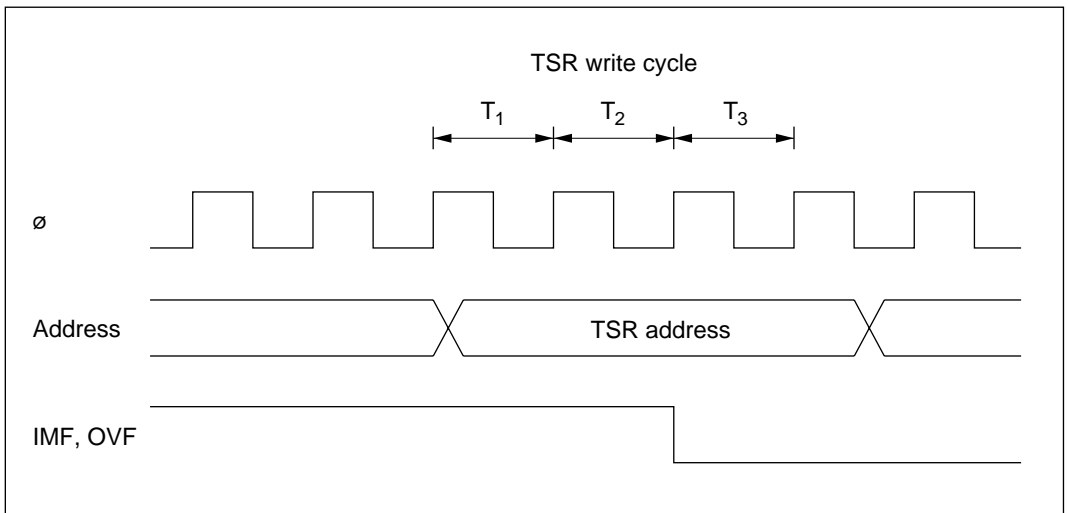 TSR write cycle
T1 T2 T3
ø
Address
TSR address
IMF, OVF